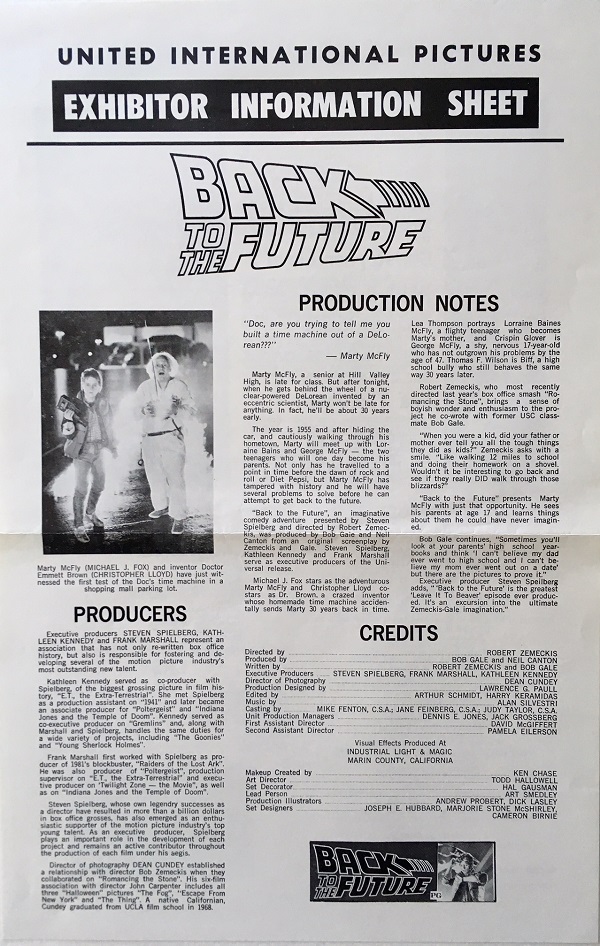 UNITED INTERNATIONAL PICTURES
EXHIBITOR INFORMATION SHEET
BACK
TO
THE FUTURE
PRODUCTION NOTES
Marty McFly (MICHAEL J. FOX) and inventor Doctor
Emmett Brown (CHRISTOPHER LLOYD) have just wit-
nessed the first test of the Doc's time machine in a
shopping mall parking lot.
PRODUCERS
Executive producers STEVEN SPIELBERG, KATH-
LEEN KENNEDY and FRANK MARSHALL represent an
association that has not only re-written box office
history, but also is responsible for fostering and de-
veloping several of the motion picture industry's
most outstanding new talent.
Kathleen Kennedy served as co-producer with
Spielberg, of the biggest grossing picture in film his-
tory, "E.T., the Extra-Terrestrial". She met Spielberg
as a production assistant on "1941" and later became
an associate producer for "Poltergeist" and "Indiana
Jones and the Temple of Doom". Kennedy served as
co-executive producer on "Gremlins" and, along with
Marshall and Spielberg, handles the same duties for
a wide variety of projects, including "The Goonies"
and "Young Sherlock Holmes".
Frank Marshall first worked with Spielberg as pro-
ducer of 1981's blockbuster, "Raiders of the Lost Ark".
He was also producer of "Poltergeist", production
supervisor on "E.T., the Extra-Terrestrial" and execu-
tive producer on 'Twilight Zone — the Movie", as well
as on "Indiana Jones and the Temple of Doom".
Steven Spielberg, whose own legendary successes as
a director have resulted in more than a billion dollars
in box office grosses, has also emerged as an enthu-
siastic supporter of the motion picture industry's top
young talent. As an executive producer, Spielberg
plays an important role in the development of each
project and remains an active contributor throughout
the production of each film under his aegis.
Director of photography DEAN CUNDEY established
a relationship with director Bob Zemeckis when they
collaborated on "Romancing the Stone". His six-film
association with director John Carpenter includes all
three "Halloween" pictures "The Fog", "Escape From
New York" and "The Thing". A native Californian,
Cundey graduated from UCLA film school in 1968.
"Doc, are you trying to tell me you
built a time machine out of a DeLo-
rean???"
— Marty McFly
Marty McFly, a senior at Hill Valley
High, is late for class. But after tonight,
when he gets behind the wheel of a nu-
clear-powered DeLorean invented by an
eccentric scientist, Marty won't be late for
anything. In fact, he'll be about 30 years
early.
The year is 1955 and after hiding the
car, and cautiously walking through his
hometown, Marty will meet up with Lor-
raine Bains and George McFly — the two
teenagers who will one day become his
parents. Not only has he travelled to a
point in time before the dawn of rock and
roll or Diet Pepsi, but Marty McFly has
tampered with history and he will have
several problems to solve before he can
attempt to get back to the future.
"Back to the Future", an imaginative
comedy adventure presented by Steven
Spielberg and directed by Robert Zemec-
kis, was produced by Bob Gale and Neil
Canton from an original screenplay by
Zemeckis and Gale. Steven Spielberg,
Kathleen Kennedy and Frank Marshall
serve as executive producers of the Uni-
versal release.
Michael J. Fox stars as the adventurous
Marty McFly and Christopher Lloyd co-
stars as Dr. Brown, a crazed inventor
whose homemade time machine acciden-
tally sends Marty 30 years back in time.
Lea Thompson portrays Lorraine Baines
McFly, a flighty teenager who becomes
Marty's mother, and Crispin Glover is
George McFly, a shy, nervous 17-year-old
who has not outgrown his problems by the
age of 47. Thomas F. Wilson is Biff, a high
school bully who still behaves the same
way 30 years later.
Robert Zemeckis, who most recently
directed last year's box office smash "Ro-
mancing the Stone", brings a sense of
boyish wonder and enthusiasm to the pro-
ject he co-wrote with former USC class-
mate Bob Gale.
"When you were a kid, did your father or
mother ever tell you all the tough things
they did as kids?" Zemeckis asks with a
smile. "Like walking 12 miles to school
and doing their homework on a shovel.
Wouldn't it be interesting to go back and
see if they really DID walk through those
blizzards?"
"Back to the Future" presents Marty
McFly with just that opportunity. He sees
his parents at age 17 and learns things
about them he could have never imagin-
ed.
Bob Gale continues. "Sometimes you'll
look at your parents' high school year-
books and think 'I can't believe my dad
ever went to high school and I can't be-
lieve my mom ever went out on a date'
but there are the pictures to prove it."
Executive producer Steven Spielberg
adds, " 'Back to the Future' is the greatest
'Leave It To Beaver' episode ever produc-
ed. It's an excursion into the ultimate
Zemeckis-Gale imagination."
CREDITS
Directed by ROBERT ZEMECKIS
Produced by BOB GALE and NEIL CANTON
Written by ROBERT ZEMECKIS and BOB GALE
Executive Producers STEVEN SPIELBERG, FRANK MARSHALL, KATHLEEN KENNEDY
Director of Photography DEAN CUNDEY
Production Designed by LAWRENCE G. PAULL
Edited by ARTHUR SCHMIDT, HARRY KERAMIDAS
Music by ALAN SILVESTRI
Casting by MIKE FENTON, C.S.A.; JANE FEINBERG, C.S.A.; JUDY TAYLOR, C.S.A.
Unit Production Managers DENNIS E. JONES, JACK GROSSBERG
First Assistant Director DAVID McGIFFERT
Second Assistant Director PAMELA EILERSON
Visual Effects Produced At
INDUSTRIAL LIGHT & MAGIC
MARIN COUNTY, CALIFORNIA
Makeup Created by KEN CHASE
Art Director TODD HALLOWELL
Set Decorator HAL GAUSMAN
Lead Person ART SMEDLEY
Production Illustrators ANDREW PROBERT, DICK LASLEY
Set Designers JOSEPH E. HUBBARD, MARJORIE STONE McSHIRLEY,
CAMERON BIRNIE
BACK
TO
THE FUTURE
PG